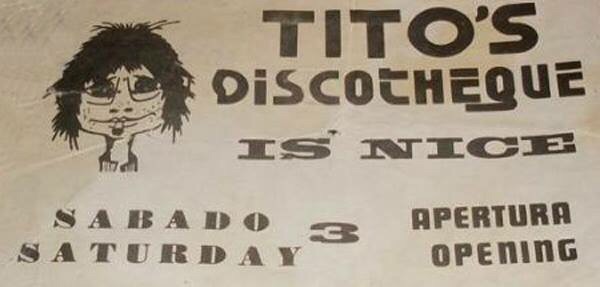 TITO'S
DISCOTHEQUE
IS NICE
SABADO
SATURDAY
3
APERTURA
OPENING